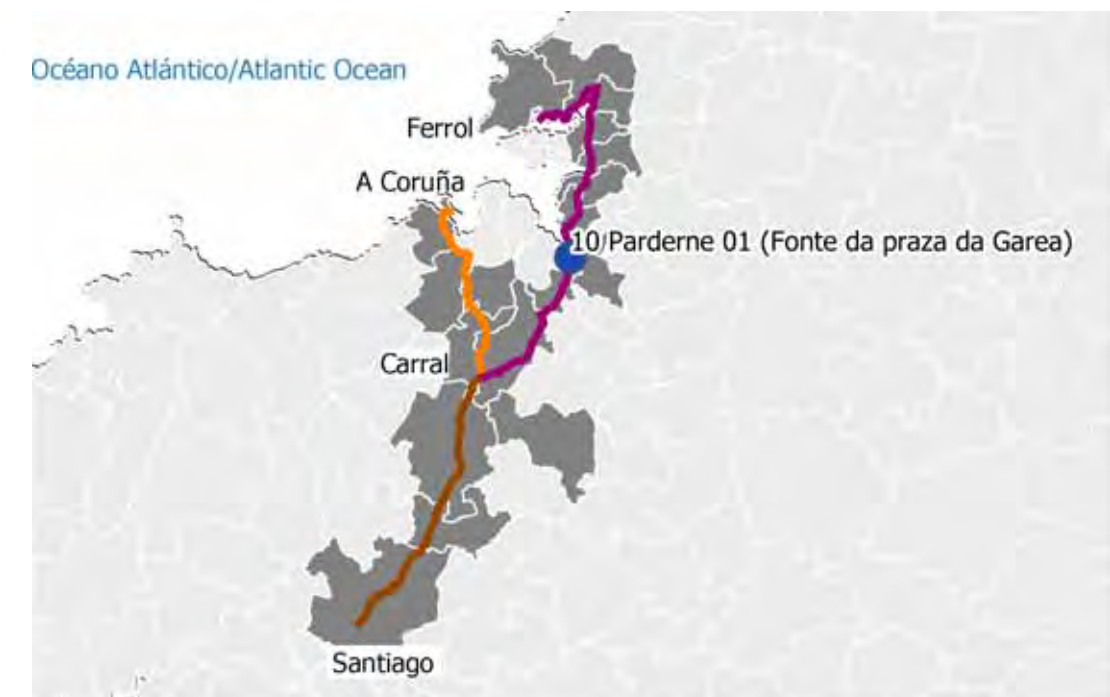 Océano Atlántico/Atlantic Ocean
Ferrol
A Coruña
10/Parderne 01 (Fonte da praza da Garea)
Carral
Santiago